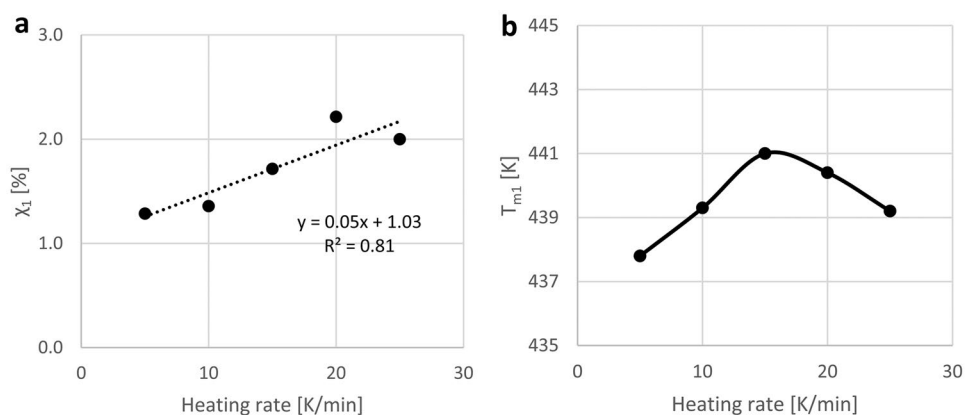 a
3.0
2.0
1.0
0.0
χ₁ [%]
y = 0.05x + 1.03
R² = 0.81
0 10 20 30
Heating rate [K/min]
b
445
443
441
439
437
435
Tm1 [K]
0 10 20 30
Heating rate [K/min]